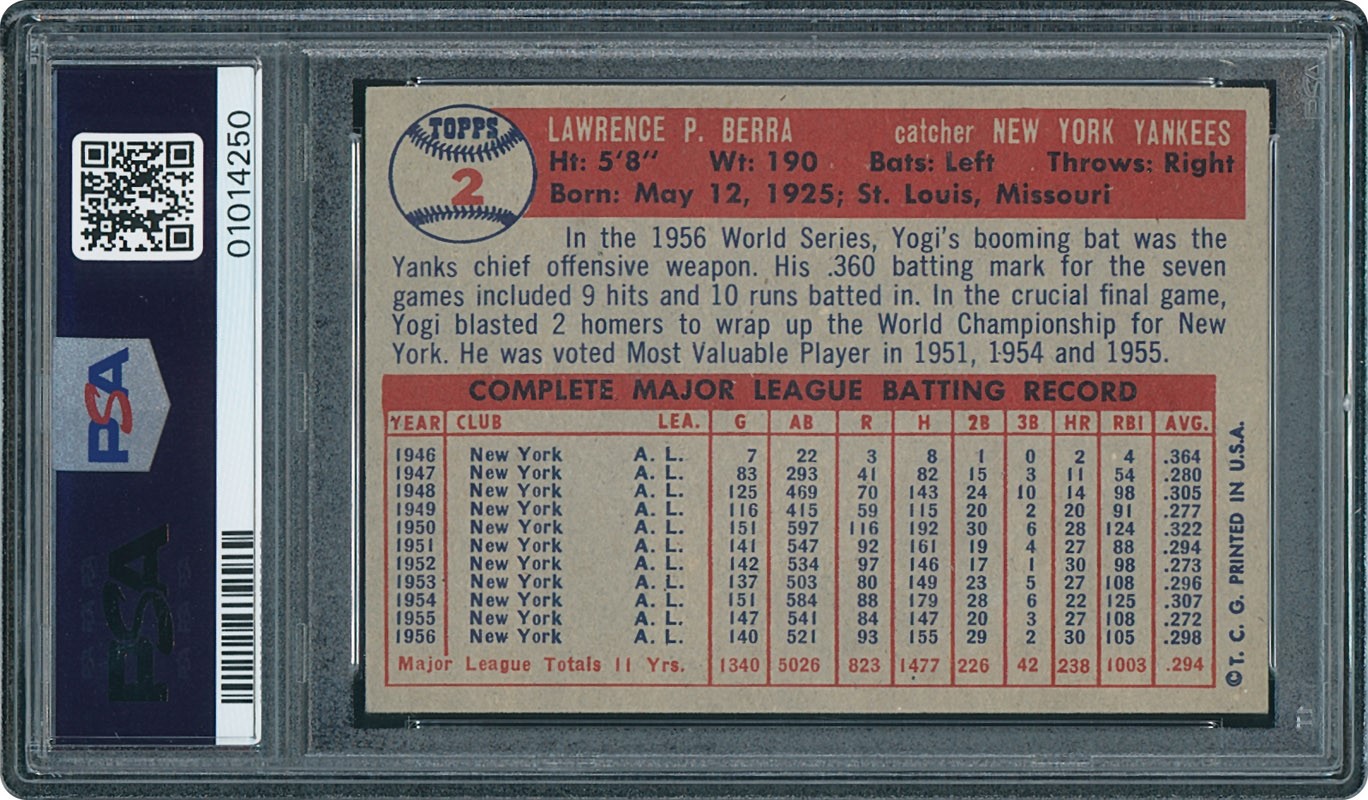 01014250
PSA
PSA
TOPPS
2
LAWRENCE P. BERRA catcher NEW YORK YANKEES
Ht: 5'8" Wt: 190 Bats: Left Throws: Right
Born: May 12, 1925; St. Louis, Missouri
In the 1956 World Series, Yogi's booming bat was the
Yanks chief offensive weapon. His .360 batting mark for the seven
games included 9 hits and 10 runs batted in. In the crucial final game,
Yogi blasted 2 homers to wrap up the World Championship for New
York. He was voted Most Valuable Player in 1951, 1954 and 1955.
COMPLETE MAJOR LEAGUE BATTING RECORD
YEAR CLUB LEA. G AB R H 2B 3B HR RBI AVG.
1946 New York A. L. 7 22 3 8 1 0 2 4 .364
1947 New York A. L. 83 293 41 82 15 3 11 54 .280
1948 New York A. L. 125 469 70 143 24 10 14 98 .305
1949 New York A. L. 116 415 59 115 20 2 20 91 .277
1950 New York A. L. 151 597 116 192 30 6 28 124 .322
1951 New York A. L. 141 547 92 161 19 4 27 88 .294
1952 New York A. L. 142 534 97 146 17 1 30 98 .273
1953 New York A. L. 137 503 80 149 23 5 27 108 .296
1954 New York A. L. 151 584 88 179 28 6 22 125 .307
1955 New York A. L. 147 541 84 147 20 3 27 108 .272
1956 New York A. L. 140 521 93 155 29 2 30 105 .298
Major League Totals 11 Yrs. 1340 5026 823 1477 226 42 238 1003 .294
©T. C. G. PRINTED IN U.S.A.